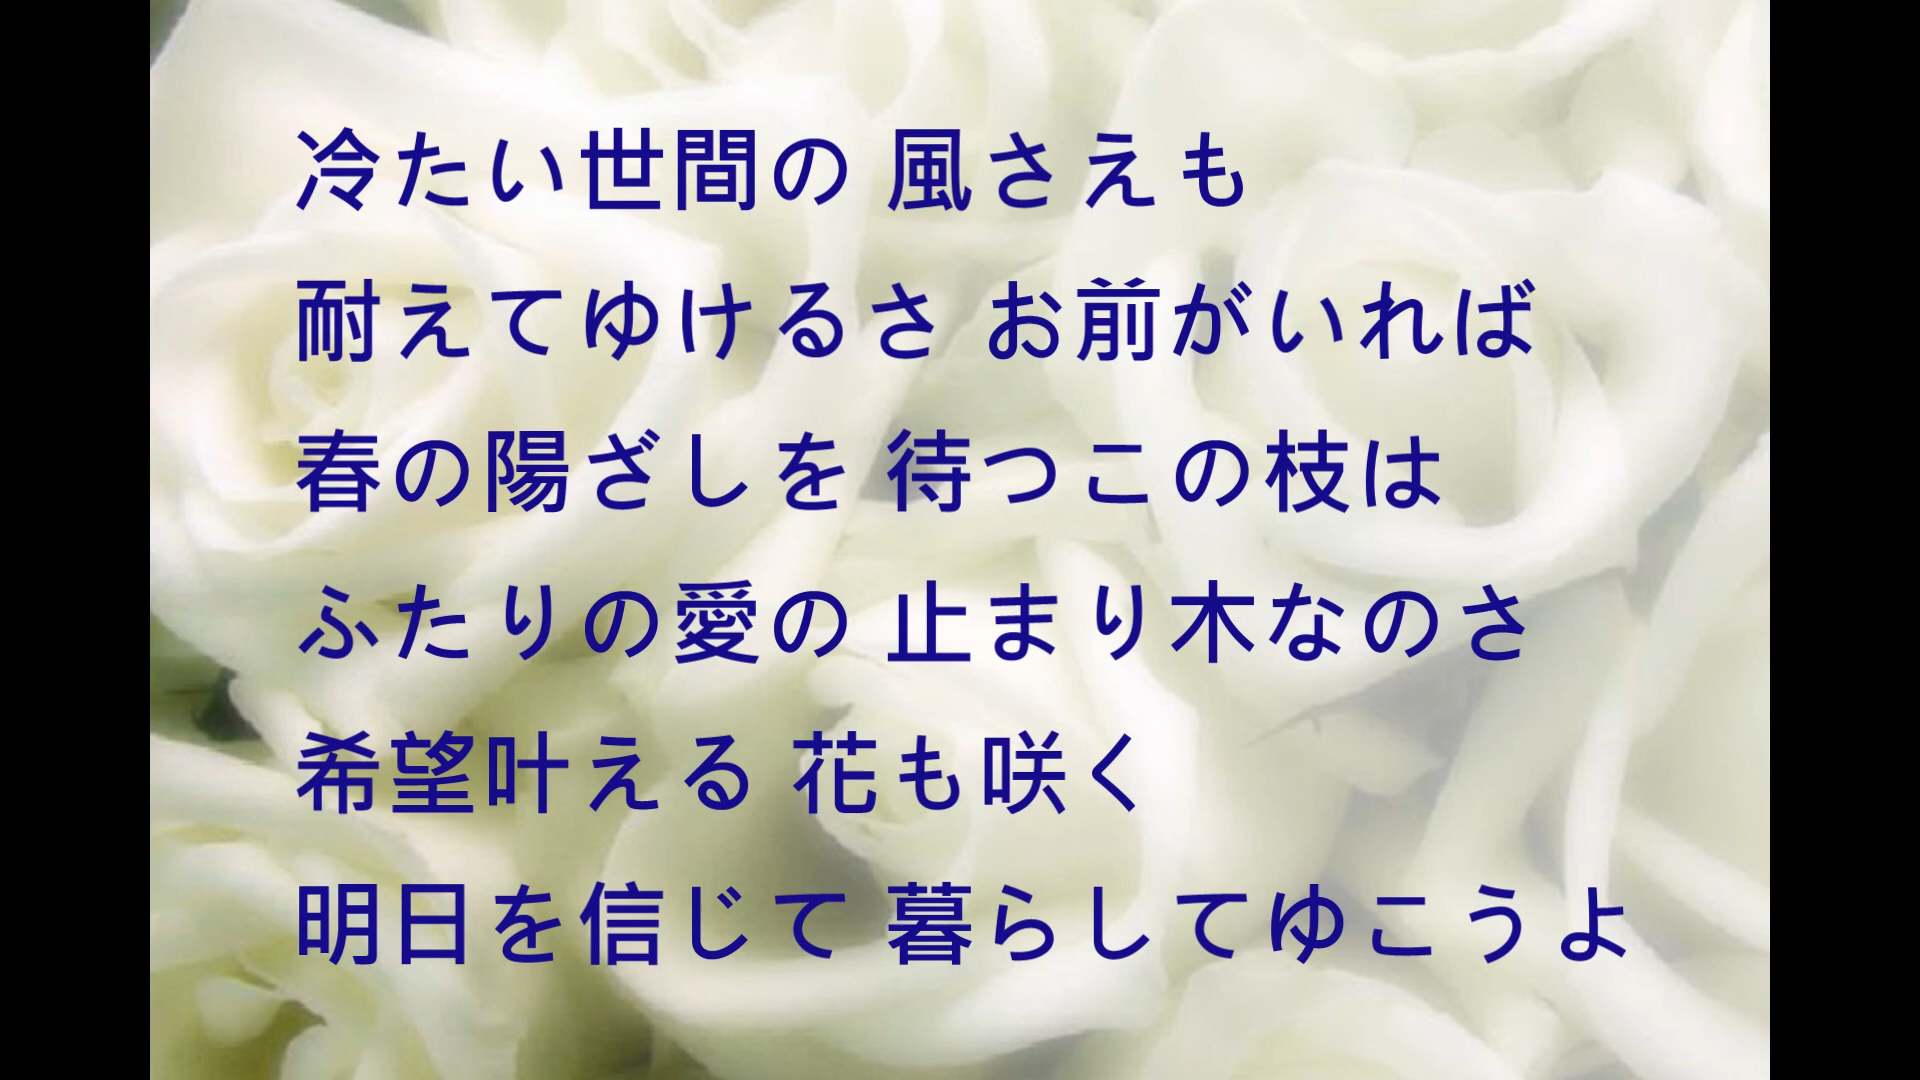 冷たい世間の 風さえも
耐えてゆけるさ お前がいれば
春の陽ざしを 待つこの枝は
ふたりの愛の 止まり木なのさ
希望叶える 花も咲く
明日を信じて 暮らしてゆこうよ